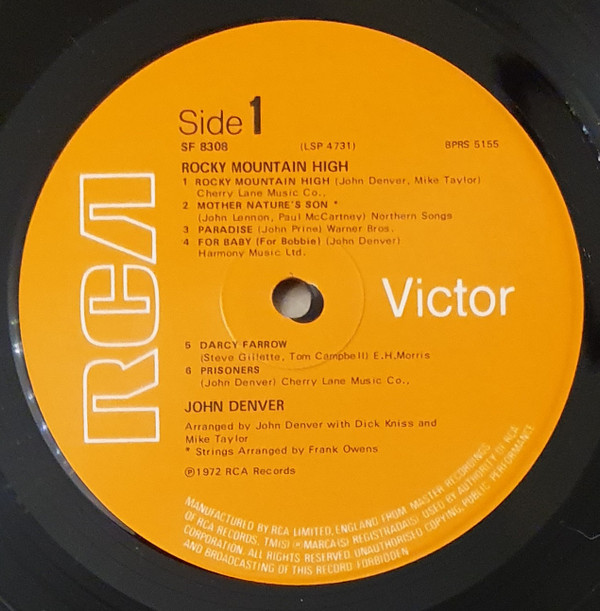 Side 1
SF 8308 (LSP 4731) BPRS 5155
ROCKY MOUNTAIN HIGH
1 ROCKY MOUNTAIN HIGH (John Denver, Mike Taylor)
Cherry Lane Music Co.,
2 MOTHER NATURE'S SON *
(John Lennon, Paul McCartney) Northern Songs
3 PARADISE (John Prine) Warner Bros.
4 FOR BABY (For Bobbie) (John Denver)
Harmony Music Ltd.
RCA
Victor
5 DARCY FARROW
(Steve Gillette, Tom Campbell) E.H.Morris
6 PRISONERS
(John Denver) Cherry Lane Music Co.,
JOHN DENVER
Arranged by John Denver with Dick Kniss and
Mike Taylor
* Strings Arranged by Frank Owens
℗1972 RCA Records
MANUFACTURED BY RCA LIMITED, ENGLAND FROM MASTER RECORDINGS
OF RCA RECORDS. TM(S) ® MARCA(S) REGISTRADA(S) USED BY AUTHORITY OF RCA
CORPORATION. ALL RIGHTS RESERVED. UNAUTHORISED COPYING, PUBLIC PERFORMANCE
AND BROADCASTING OF THIS RECORD FORBIDDEN